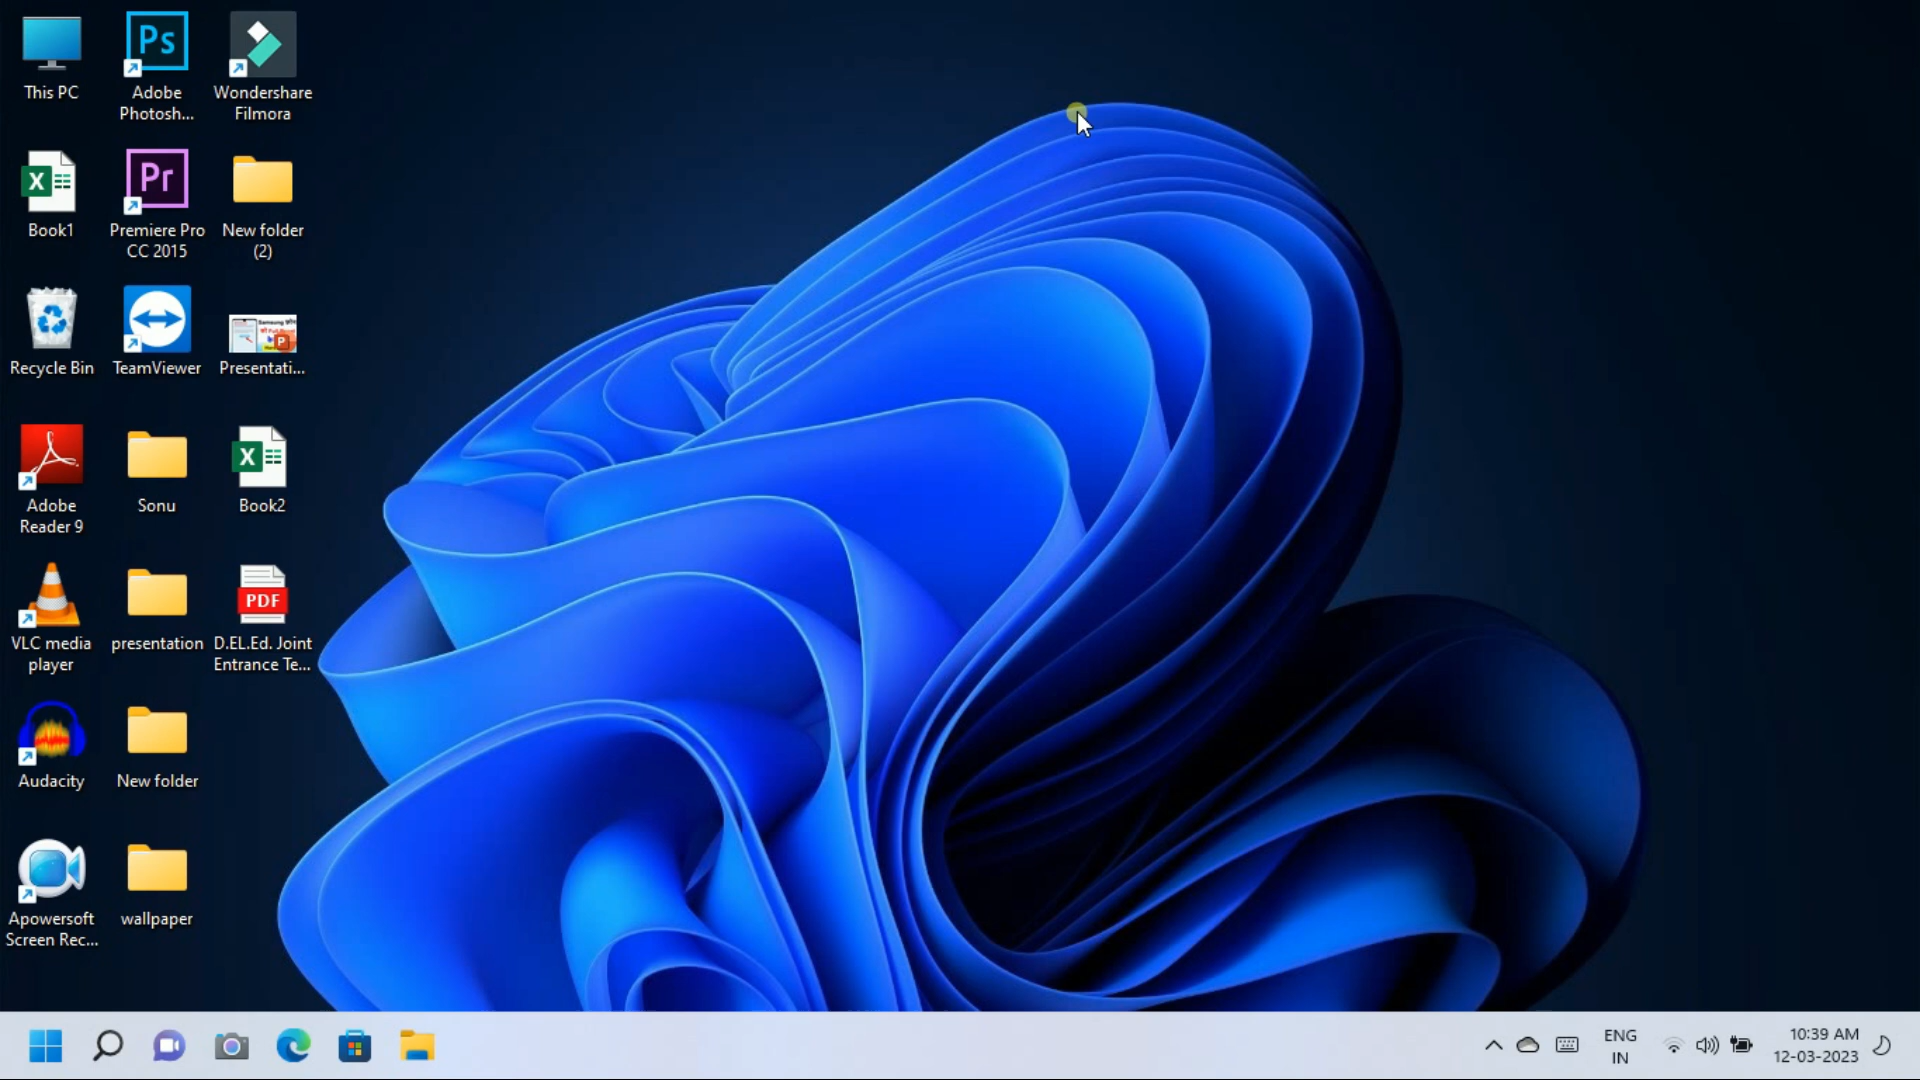 This PC
Ps
Adobe
Photosh...
Wondershare
Filmora
X
Book1
Pr
Premiere Pro
CC 2015
New folder
(2)
Recycle Bin
TeamViewer
P
Presentati...
Adobe
Reader 9
Sonu
X
Book2
VLC media
player
presentation
PDF
D.EL.Ed. Joint
Entrance Te...
Audacity
New folder
Apowersoft
Screen Rec...
wallpaper
ENG
IN
10:39 AM
12-03-2023